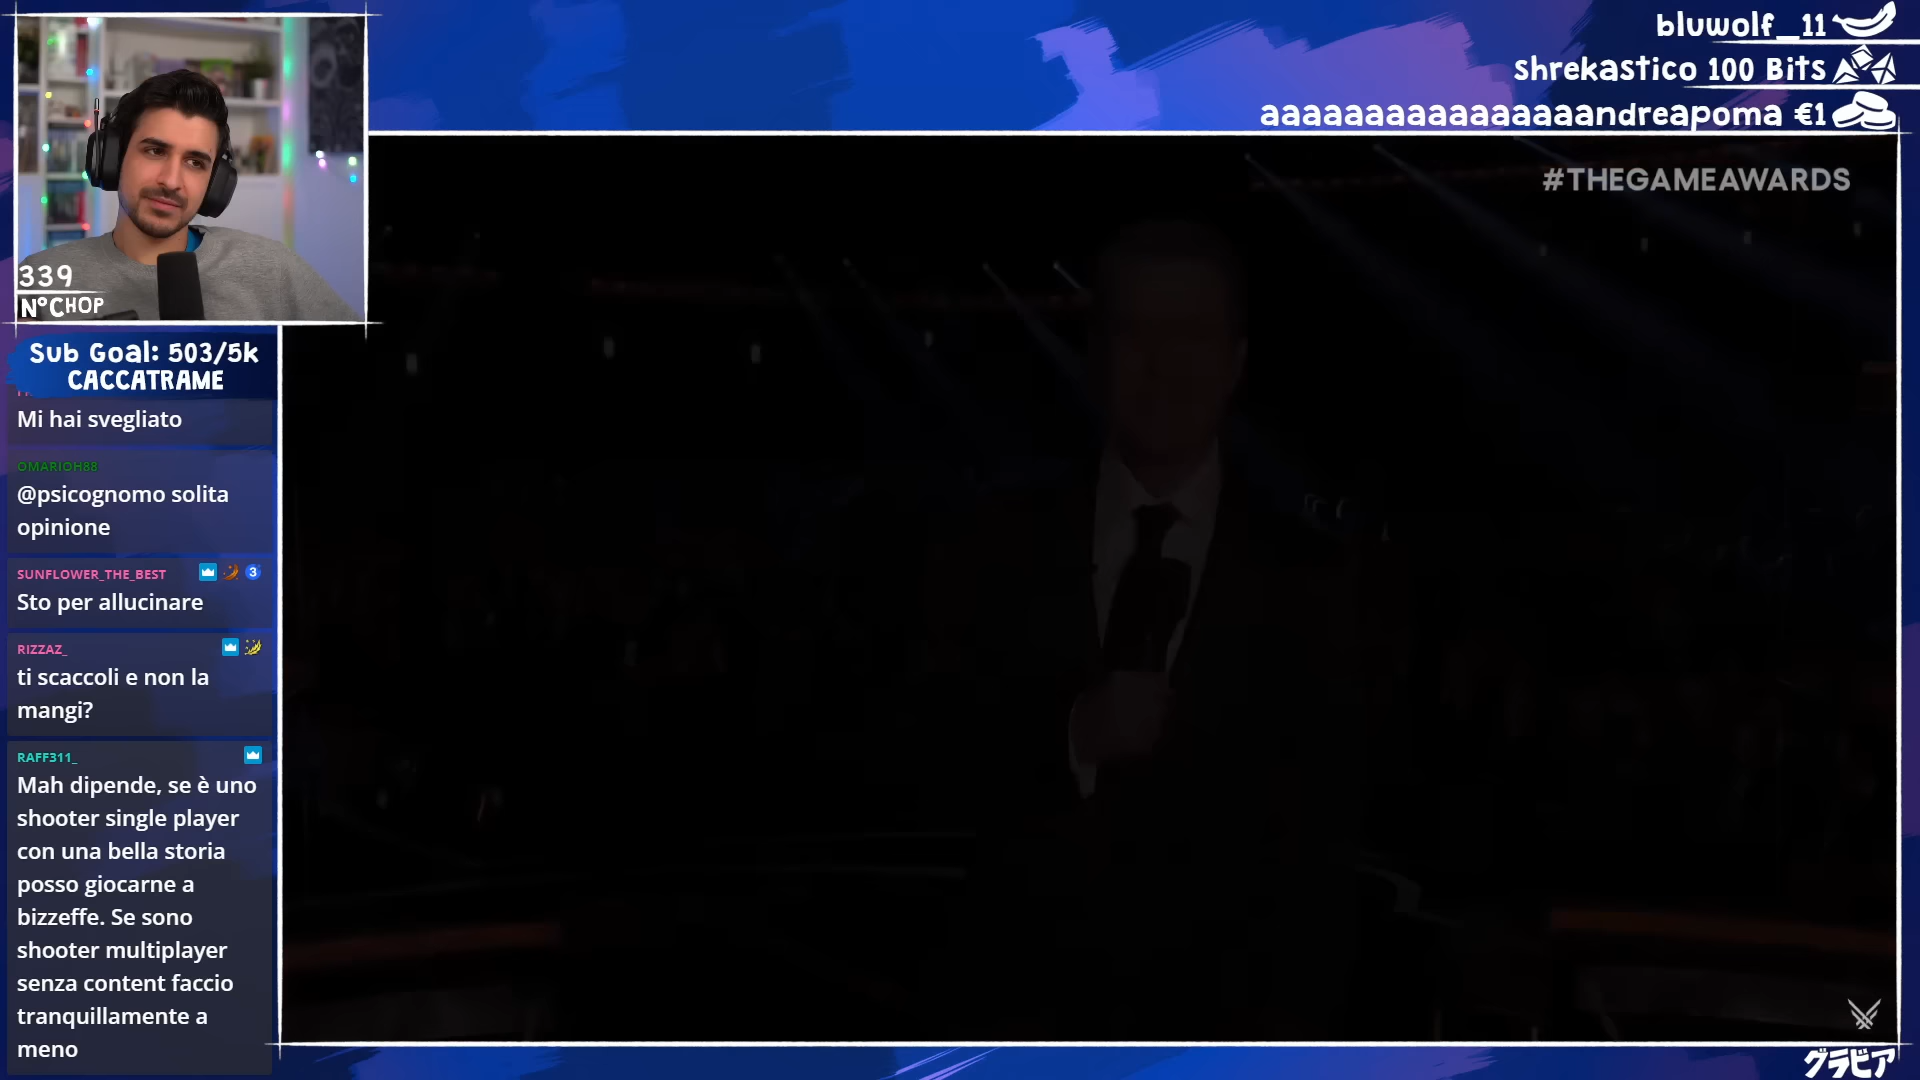 bluwolf_11
shrekastico 100 Bits
aaaaaaaaaaaaaaaandreapoma €1
#THEGAMEAWARDS
339
N°CHOP
Sub Goal: 503/5k
CACCATRAME
Mi hai svegliato
OMARIOH88
@psicognomo solita
opinione
SUNFLOWER_THE_BEST 3
Sto per allucinare
RIZZAZ_
ti scaccoli e non la
mangi?
RAFF311_
Mah dipende, se è uno
shooter single player
con una bella storia
posso giocarne a
bizzeffe. Se sono
shooter multiplayer
senza content faccio
tranquillamente a
meno
グラビア